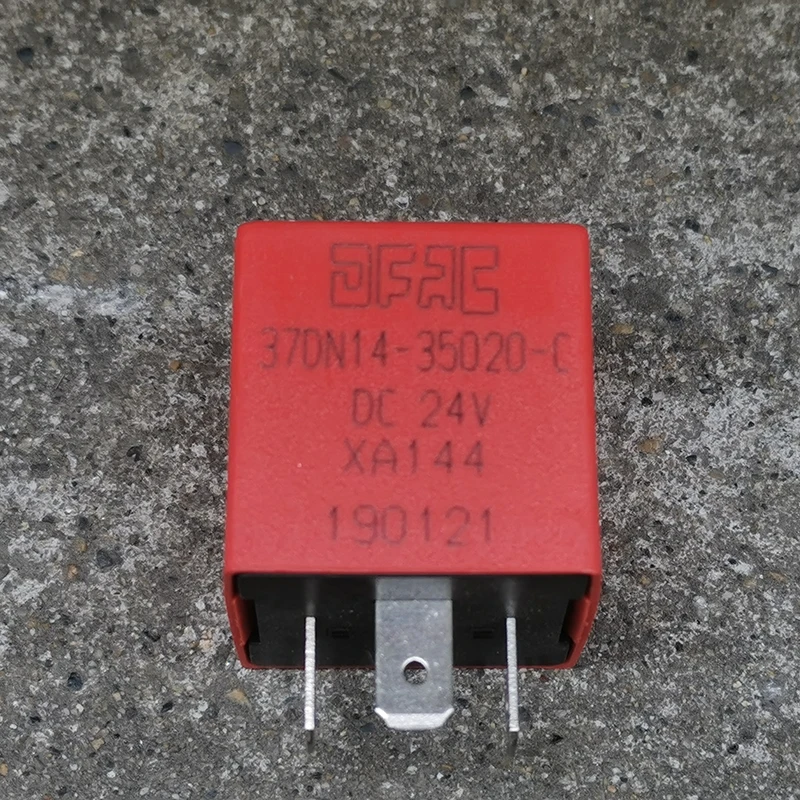 DFAC
37DN14-35020-C
DC 24V
XA144
190121